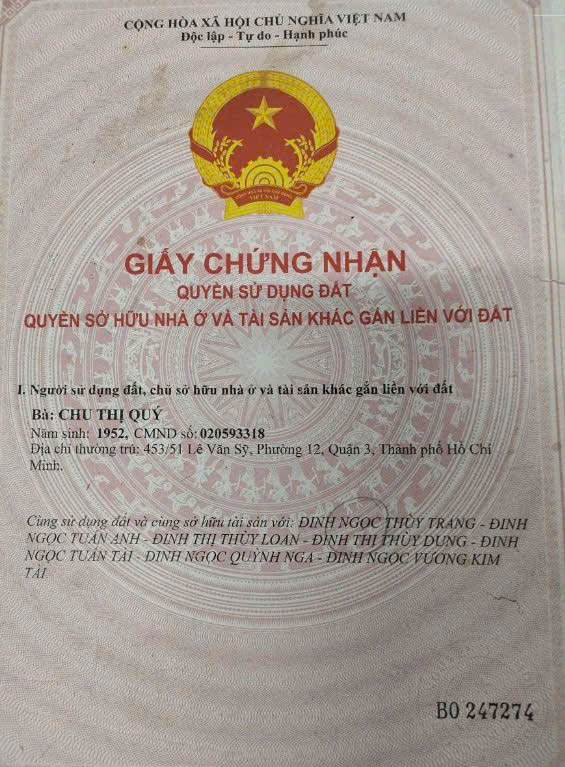 CỘNG HÒA XÃ HỘI CHỦ NGHĨA VIỆT NAM
Độc lập - Tự do - Hạnh phúc
VIỆT NAM
GIẤY CHỨNG NHẬN
QUYỀN SỬ DỤNG ĐẤT
QUYỀN SỞ HỮU NHÀ Ở VÀ TÀI SẢN KHÁC GẮN LIỀN VỚI ĐẤT
I. Người sử dụng đất, chủ sở hữu nhà ở và tài sản khác gắn liền với đất
Bà: CHU THỊ QUÝ
Năm sinh: 1952, CMND số: 020593318
Địa chỉ thường trú: 453/51 Lê Văn Sỹ, Phường 12, Quận 3, Thành phố Hồ Chí
Minh.
Cùng sử dụng đất và cùng sở hữu tài sản với: ĐINH NGỌC THÙY TRANG - ĐINH
NGỌC TUẤN ANH - ĐINH THỊ THÙY LOAN - ĐINH THỊ THÙY DUNG - ĐINH
NGỌC TUẤN TÀI - ĐINH NGỌC QUỲNH NGA - ĐINH NGỌC VƯƠNG KIM
TÀI
BO 247274